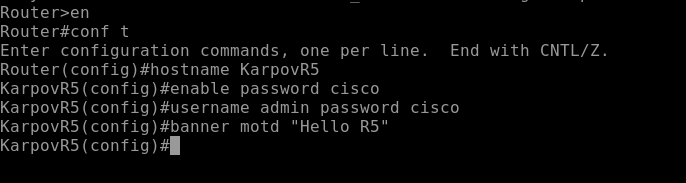 Router>en
Router#conf t
Enter configuration commands, one per line.  End with CNTL/Z.
Router(config)#hostname KarpovR5
KarpovR5(config)#enable password cisco
KarpovR5(config)#username admin password cisco
KarpovR5(config)#banner motd "Hello R5"
KarpovR5(config)#